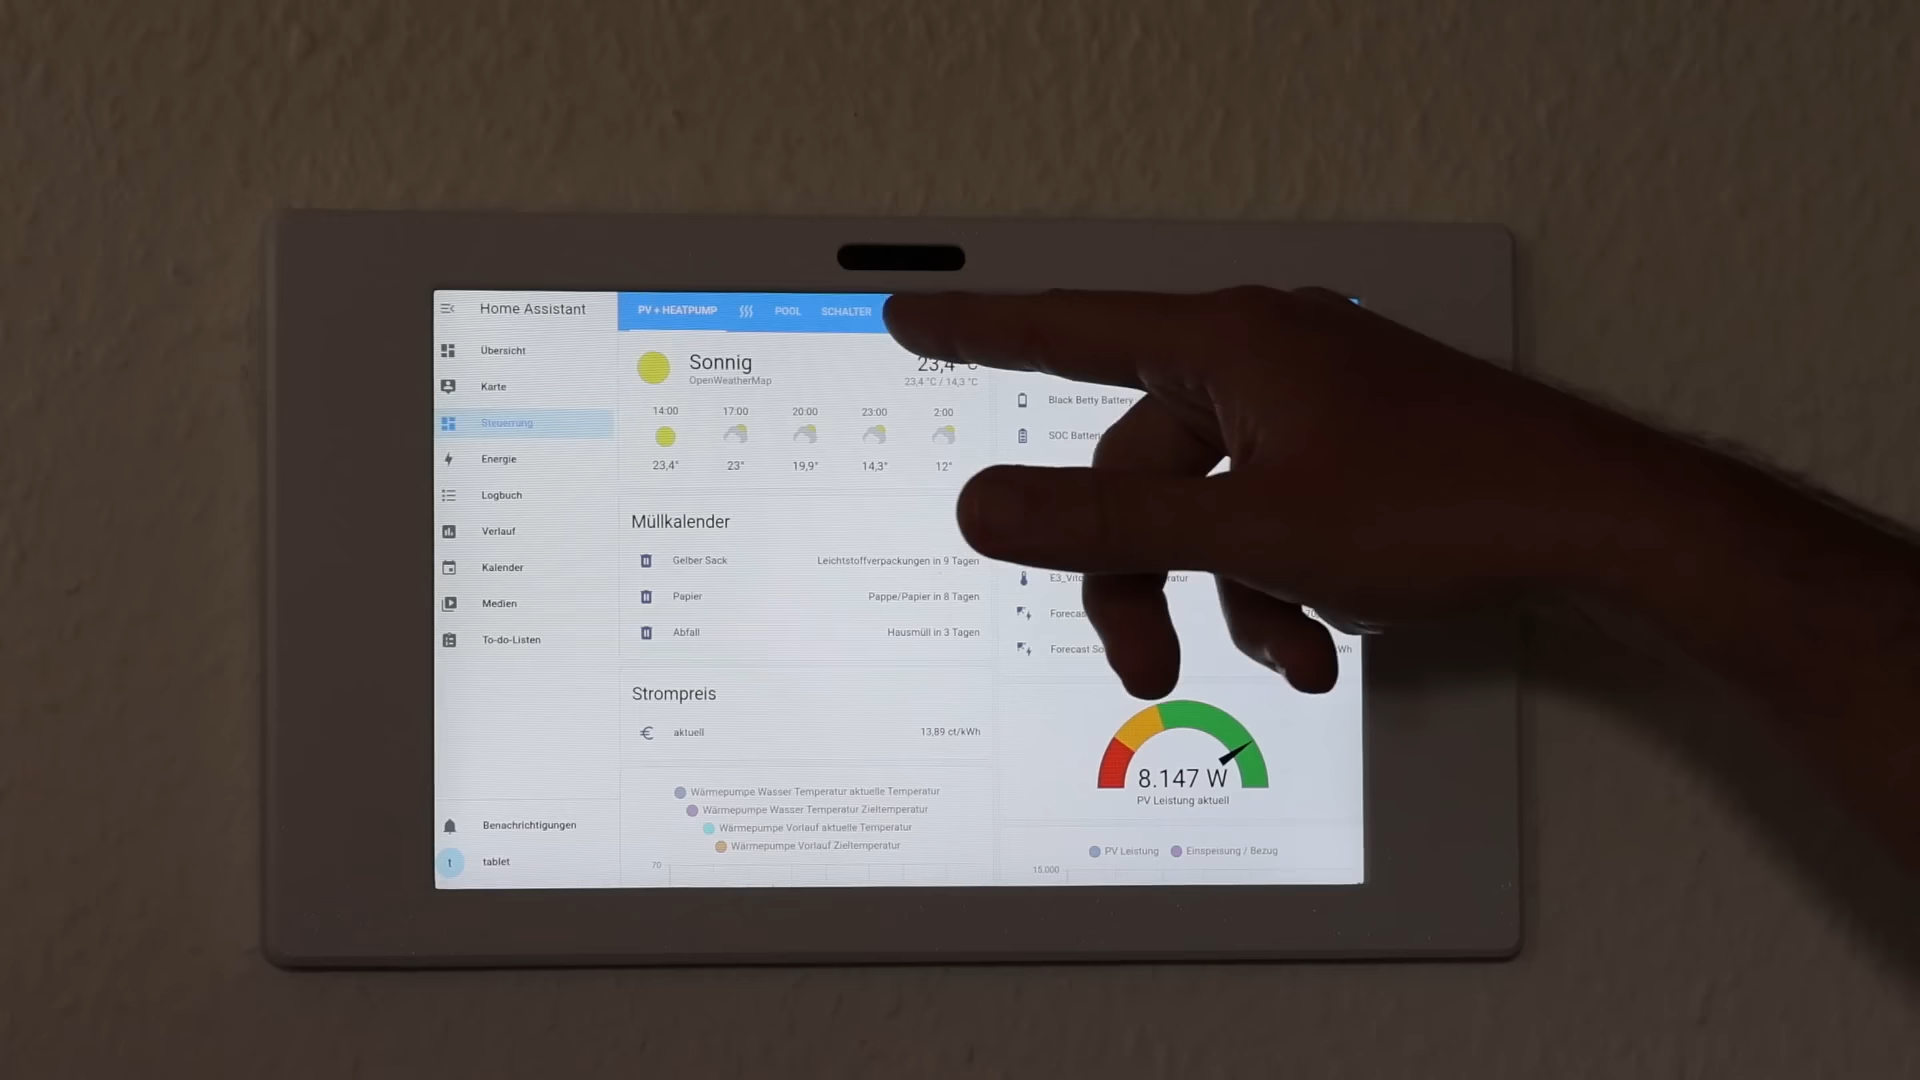 Home Assistant
Übersicht
Karte
Steuerrung
Energie
Logbuch
Verlauf
Kalender
Medien
To-do-Listen
Benachrichtigungen
t tablet
PV + HEATPUMP POOL SCHALTER
Sonnig
OpenWeatherMap
23,4 °C
23,4 °C / 14,3 °C
14:00 17:00 20:00 23:00 2:00
23,4° 23° 19,9° 14,3° 12°
Müllkalender
Gelber Sack Leichtstoffverpackungen in 9 Tagen
Papier Pappe/Papier in 8 Tagen
Abfall Hausmüll in 3 Tagen
Strompreis
€ aktuell 13,89 ct/kWh
Wärmepumpe Wasser Temperatur aktuelle Temperatur
Wärmepumpe Wasser Temperatur Zieltemperatur
Wärmepumpe Vorlauf aktuelle Temperatur
Wärmepumpe Vorlauf Zieltemperatur
70
Black Betty Battery
SOC
8.147 W
PV Leistung aktuell
PV Leistung Einspeisung / Bezug
15.000